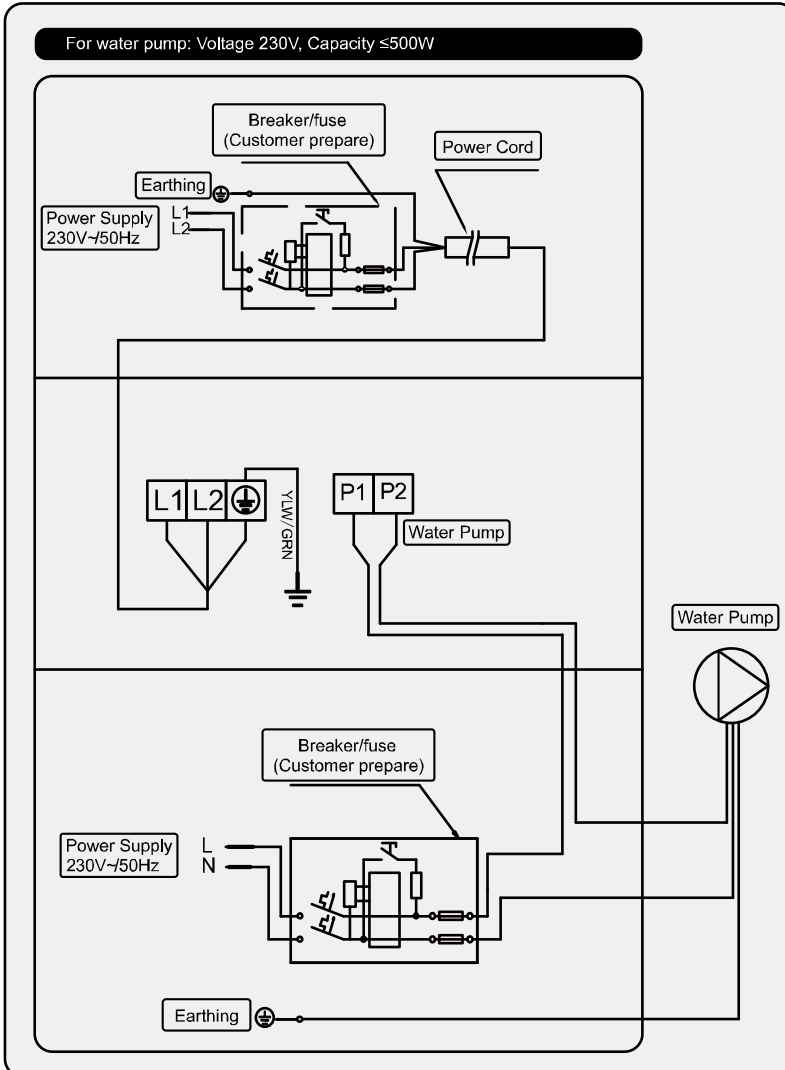 For water pump: Voltage 230V, Capacity ≤500W
Breaker/fuse
(Customer prepare)
Power Cord
Earthing
Power Supply
230V~/50Hz
L1
L2
L1 L2
YLW/GRN
P1 P2
Water Pump
Water Pump
Breaker/fuse
(Customer prepare)
Power Supply
230V~/50Hz
L
N
Earthing